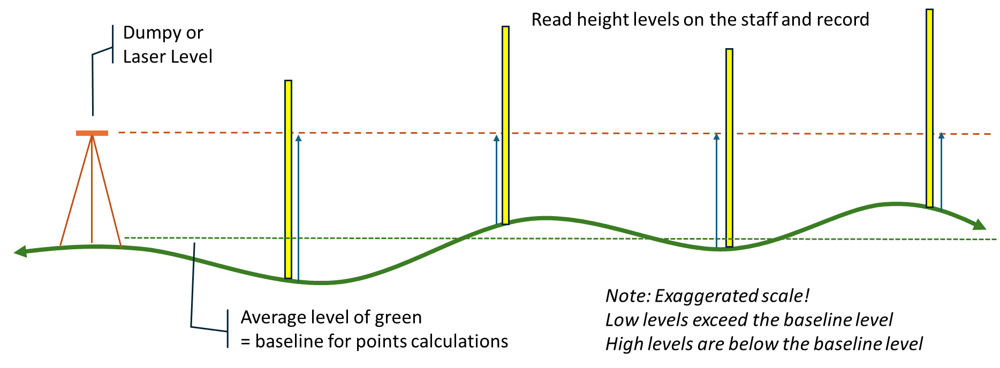 Read height levels on the staff and record
Dumpy or
Laser Level
Average level of green
= baseline for points calculations
Note: Exaggerated scale!
Low levels exceed the baseline level
High levels are below the baseline level